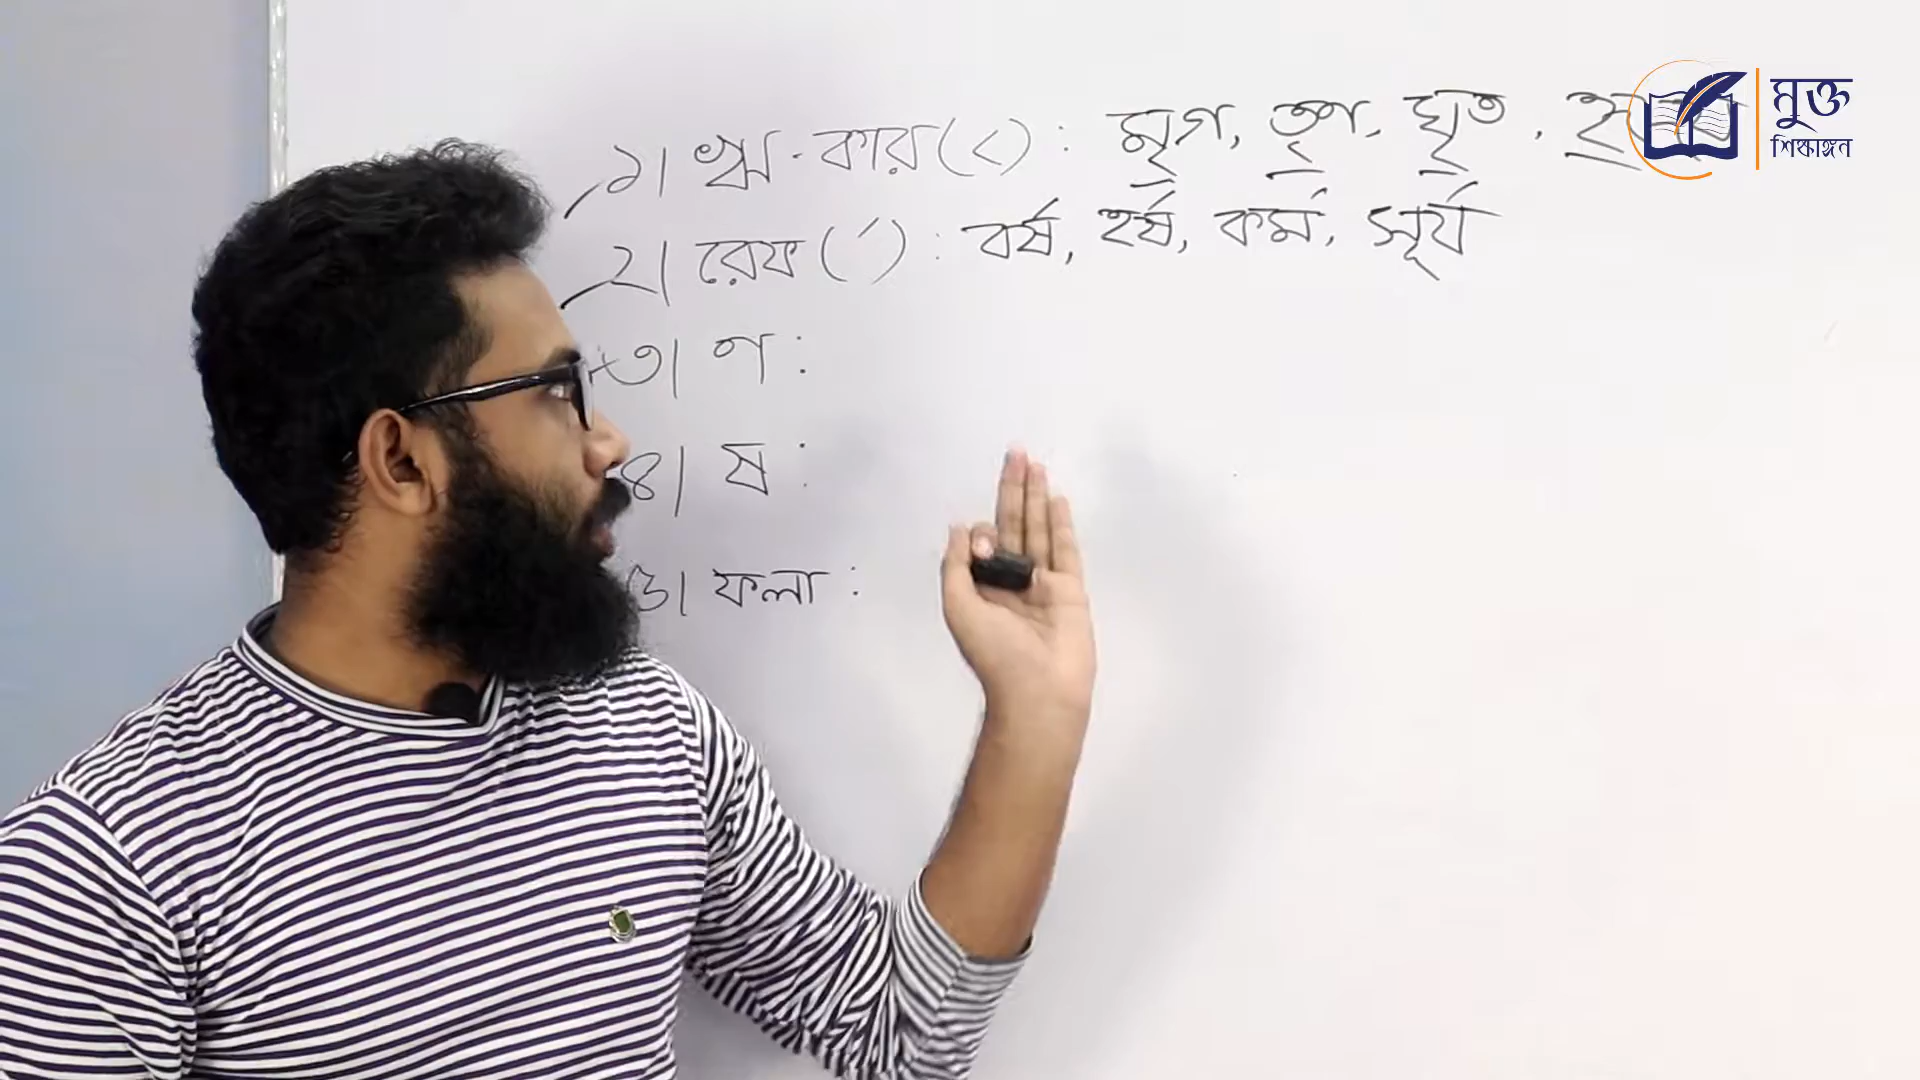 ১। ঋ-কার (ৃ) : মৃগ, তৃণ, ঘৃত,
২। রেফ (র্) : বর্ষ, হর্ষ, কর্ম, সূর্য
৩। ণ :
৪। ষ :
৫। ফলা :
মুক্ত
শিক্ষাঙ্গন